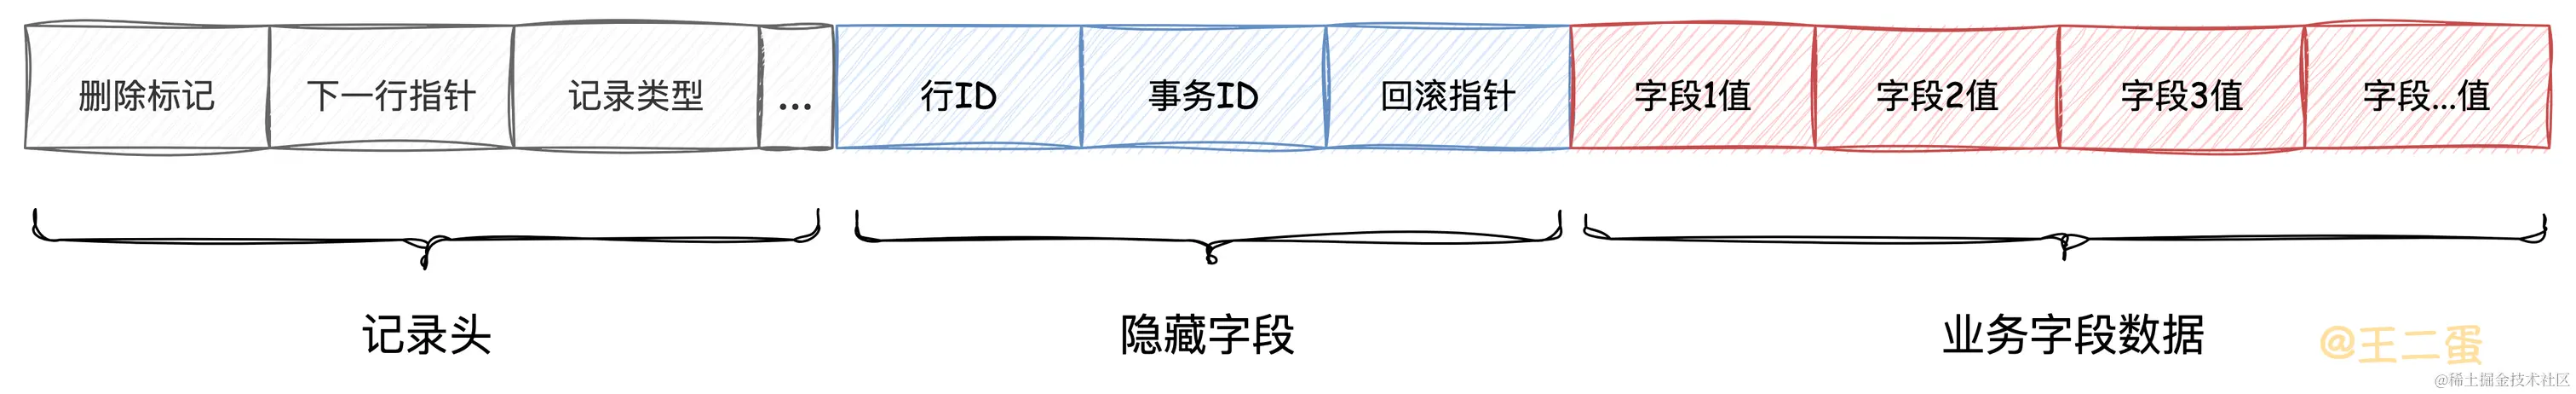 删除标记 下一行指针 记录类型 ... 行ID 事务ID 回滚指针 字段1值 字段2值 字段3值 字段...值
记录头 隐藏字段 业务字段数据
@王二蛋
@稀土掘金技术社区